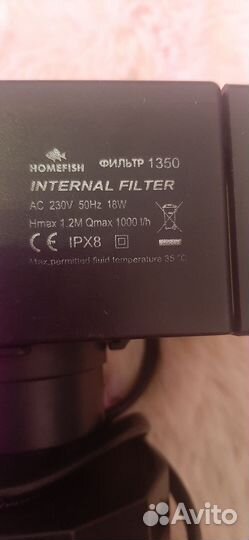 HOMEFISH ФИЛЬТР 1350
INTERNAL FILTER
AC 230V 50Hz 18W
Hmax 1.2M Qmax 1000 l/h
CE IPX8
Max.permitted fluid temperature 35 °C
Avito